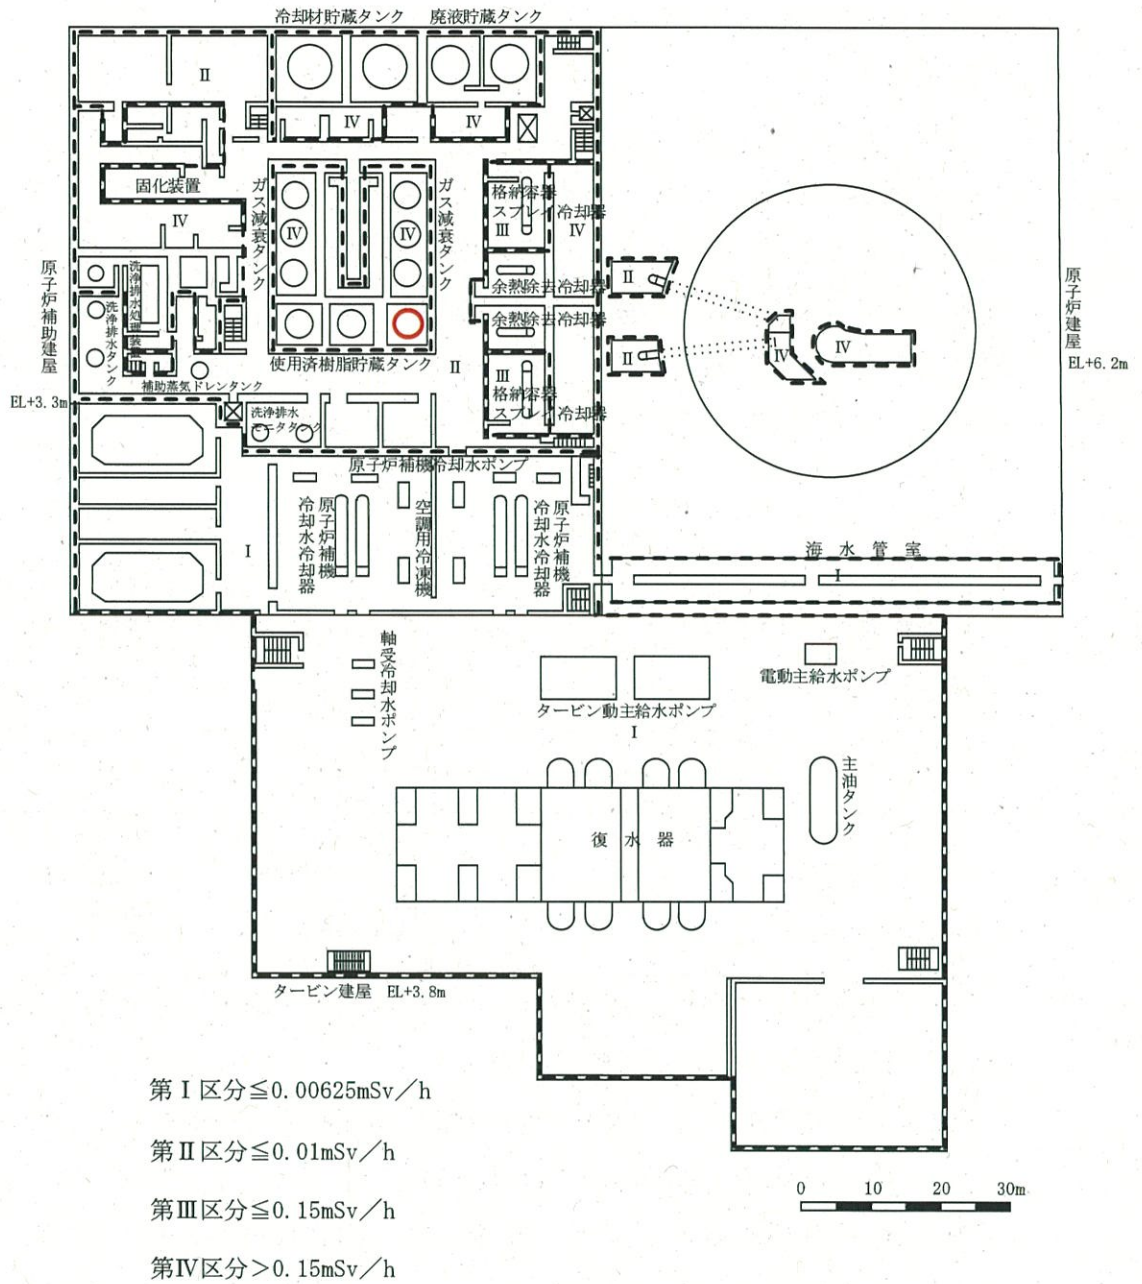 冷却材貯蔵タンク
廃液貯蔵タンク
Ⅱ
Ⅳ
Ⅳ
固化装置
Ⅳ
ガス減衰タンク
Ⅳ
Ⅳ
ガス減衰タンク
格納容器
スプレイ冷却器
Ⅲ
Ⅳ
余熱除去冷却器
余熱除去冷却器
Ⅲ
格納容器
スプレイ冷却器
Ⅱ
Ⅱ
Ⅳ
Ⅳ
原子炉建屋
EL+6.2m
原子炉補助建屋
EL+3.3m
洗浄排水処理装置
洗浄排水タンク
使用済樹脂貯蔵タンク
Ⅱ
補助蒸気ドレンタンク
洗浄排水
モニタタンク
原子炉補機冷却水ポンプ
Ⅰ
原子炉補機
冷却水冷却器
空調用冷凍機
原子炉補機
冷却水冷却器
海水管室
Ⅰ
軸受冷却水ポンプ
タービン動主給水ポンプ
Ⅰ
電動主給水ポンプ
主油タンク
復水器
タービン建屋 EL+3.8m
第Ⅰ区分≦0.00625mSv/h
第Ⅱ区分≦0.01mSv/h
第Ⅲ区分≦0.15mSv/h
第Ⅳ区分>0.15mSv/h
0 10 20 30m